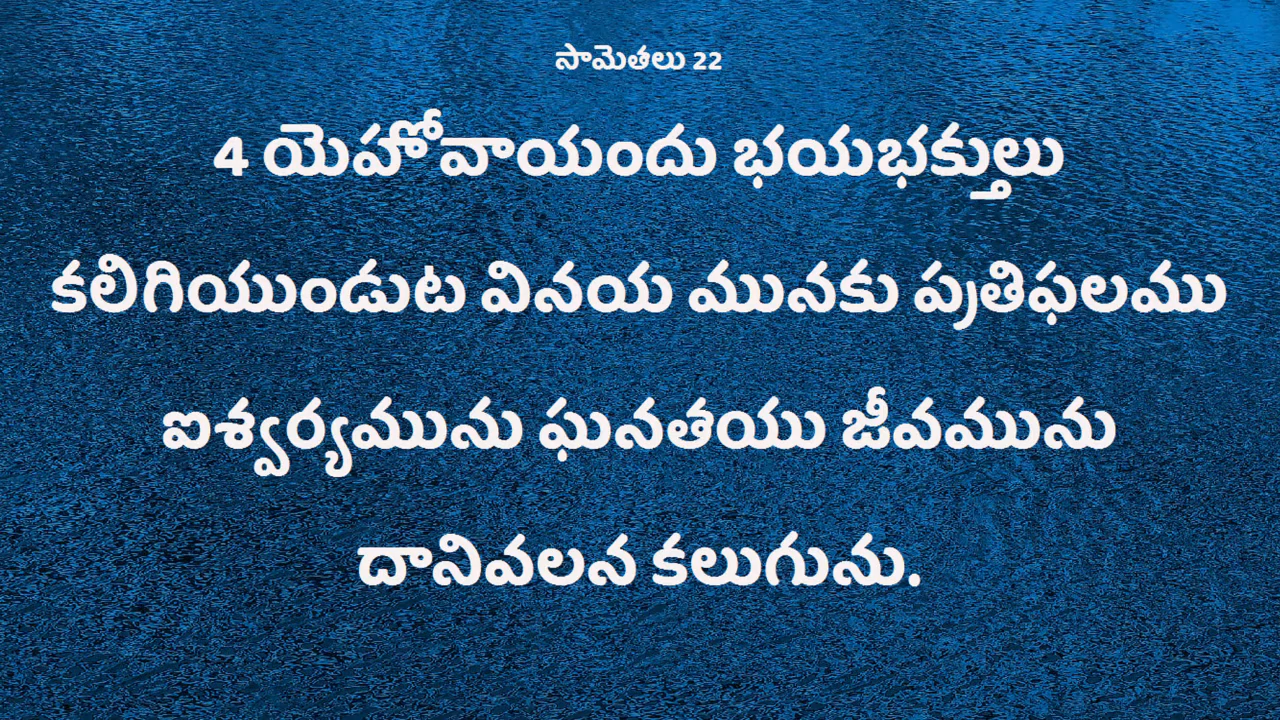 సామెతలు 22
4 యెహోవాయందు భయభక్తులు
కలిగియుండుట వినయ మునకు ప్రతిఫలము
ఐశ్వర్యమును ఘనతయు జీవమును
దానివలన కలుగును.